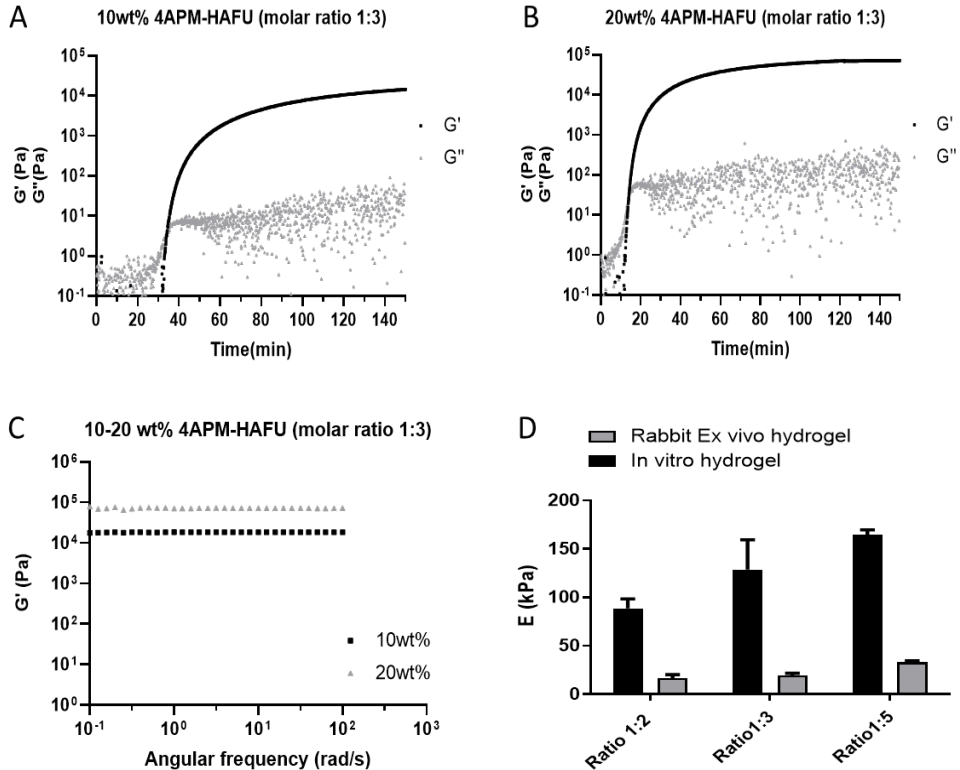 A
10wt% 4APM-HAFU (molar ratio 1:3)
10⁵
10⁴
10³
10²
10¹
10⁰
10⁻¹
G' (Pa)
G''(Pa)
0 20 40 60 80 100 120 140
Time(min)
G'
G"
B
20wt% 4APM-HAFU (molar ratio 1:3)
10⁵
10⁴
10³
10²
10¹
10⁰
10⁻¹
G' (Pa)
G''(Pa)
0 20 40 60 80 100 120 140
Time(min)
G'
G"
C
10-20 wt% 4APM-HAFU (molar ratio 1:3)
10⁶
10⁵
10⁴
10³
10²
10¹
10⁰
G' (Pa)
10wt%
20wt%
10⁻¹ 10⁰ 10¹ 10² 10³
Angular frequency (rad/s)
D
Rabbit Ex vivo hydrogel
In vitro hydrogel
200
150
100
50
0
E (kPa)
Ratio 1:2
Ratio1:3
Ratio1:5